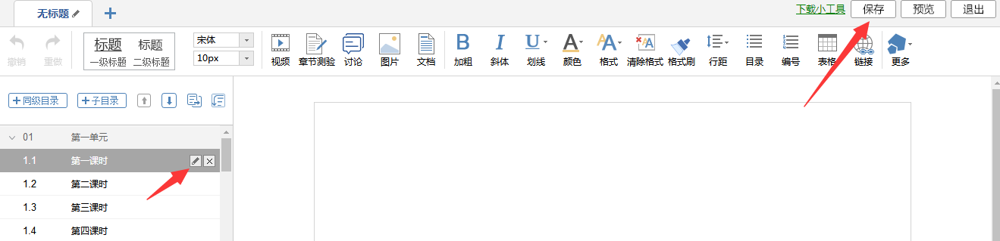 无标题
下载小工具 保存 预览 退出
撤销 重做 标题 标题 一级标题 二级标题 宋体 10px 视频 章节测验 讨论 图片 文档 B 加粗 I 斜体 U 划线 A 颜色 AA 格式 A 清除格式 格式刷 行距 目录 编号 表格 链接 更多
+同级目录 +子目录
01 第一单元
1.1 第一课时
1.2 第二课时
1.3 第三课时
1.4 第四课时